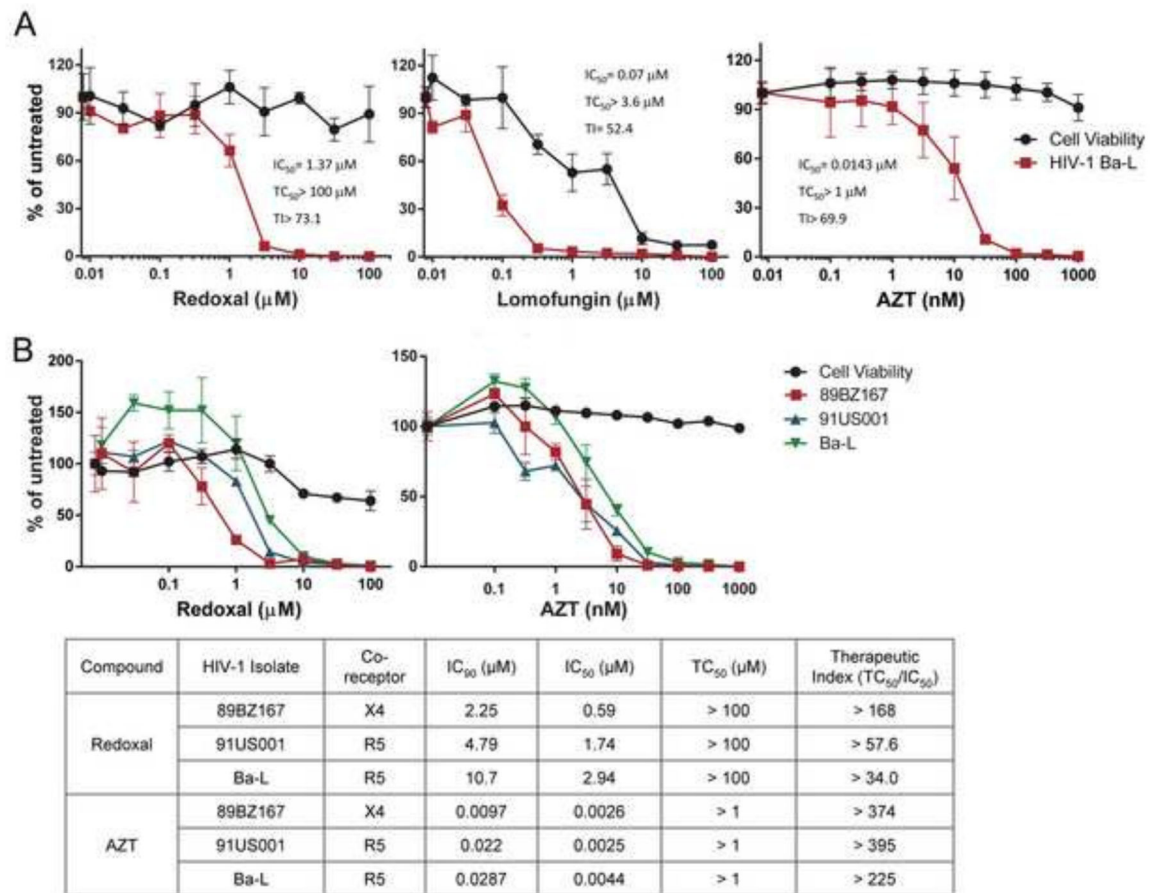 A
120
90
60
30
0
% of untreated
IC50= 1.37 μM
TC50> 100 μM
TI> 73.1
0.01 0.1 1 10 100
Redoxal (μM)
120
90
60
30
0
IC50= 0.07 μM
TC50> 3.6 μM
TI= 52.4
0.01 0.1 1 10 100
Lomofungin (μM)
120
90
60
30
0
IC50= 0.0143 μM
TC50> 1 μM
TI> 69.9
0.1 1 10 100 1000
AZT (nM)
Cell Viability
HIV-1 Ba-L
B
200
150
100
50
0
% of untreated
0.1 1 10 100
Redoxal (μM)
150
100
50
0
0.1 1 10 100 1000
AZT (nM)
Cell Viability
89BZ167
91US001
Ba-L
Compound HIV-1 Isolate Co-receptor IC90 (μM) IC50 (μM) TC50 (μM) Therapeutic Index (TC50/IC50)
Redoxal 89BZ167 X4 2.25 0.59 > 100 > 168
91US001 R5 4.79 1.74 > 100 > 57.6
Ba-L R5 10.7 2.94 > 100 > 34.0
AZT 89BZ167 X4 0.0097 0.0026 > 1 > 374
91US001 R5 0.022 0.0025 > 1 > 395
Ba-L R5 0.0287 0.0044 > 1 > 225